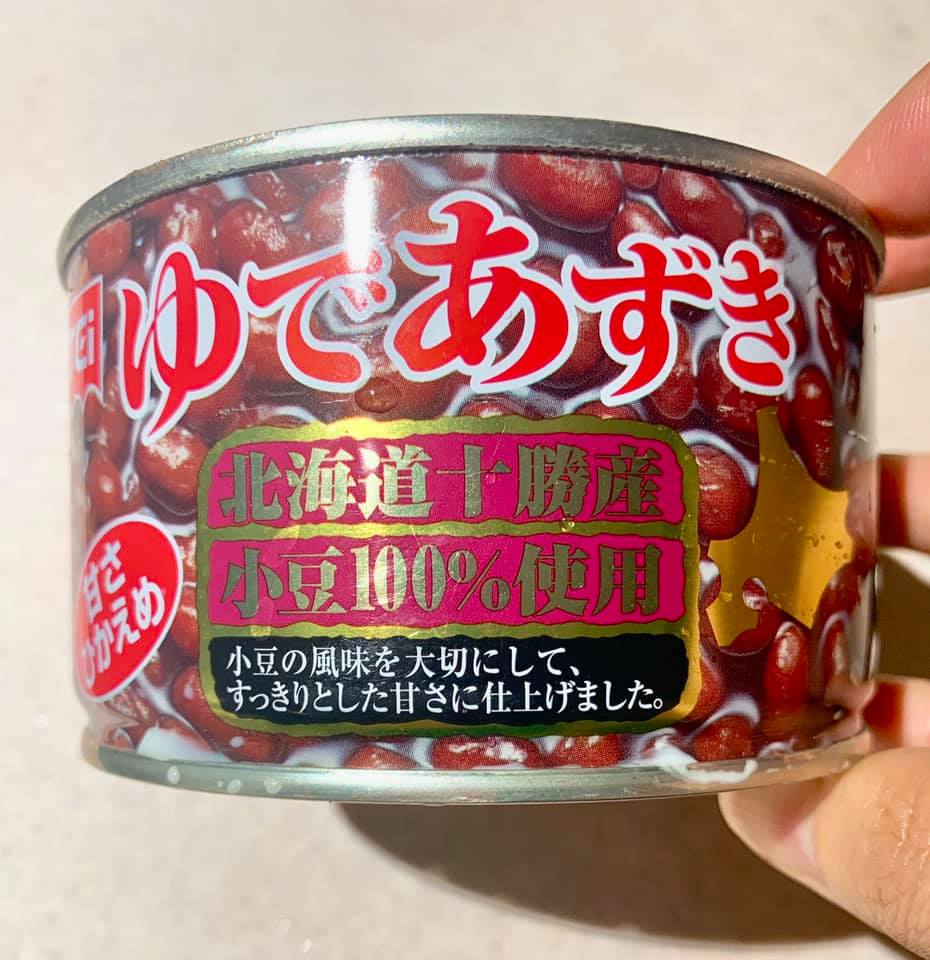 ゆであずき
北海道十勝産
小豆100%使用
小豆の風味を大切にして、
すっきりとした甘さに仕上げました。
甘さ
ひかえめ